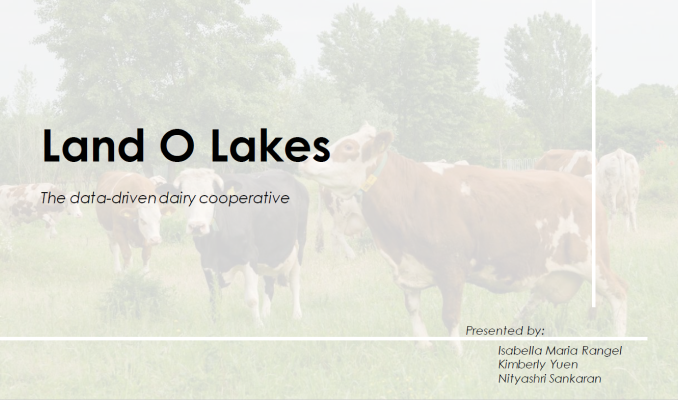 Land O Lakes
The data-driven dairy cooperative
Presented by:
Isabella Maria Rangel
Kimberly Yuen
Nityashri Sankaran